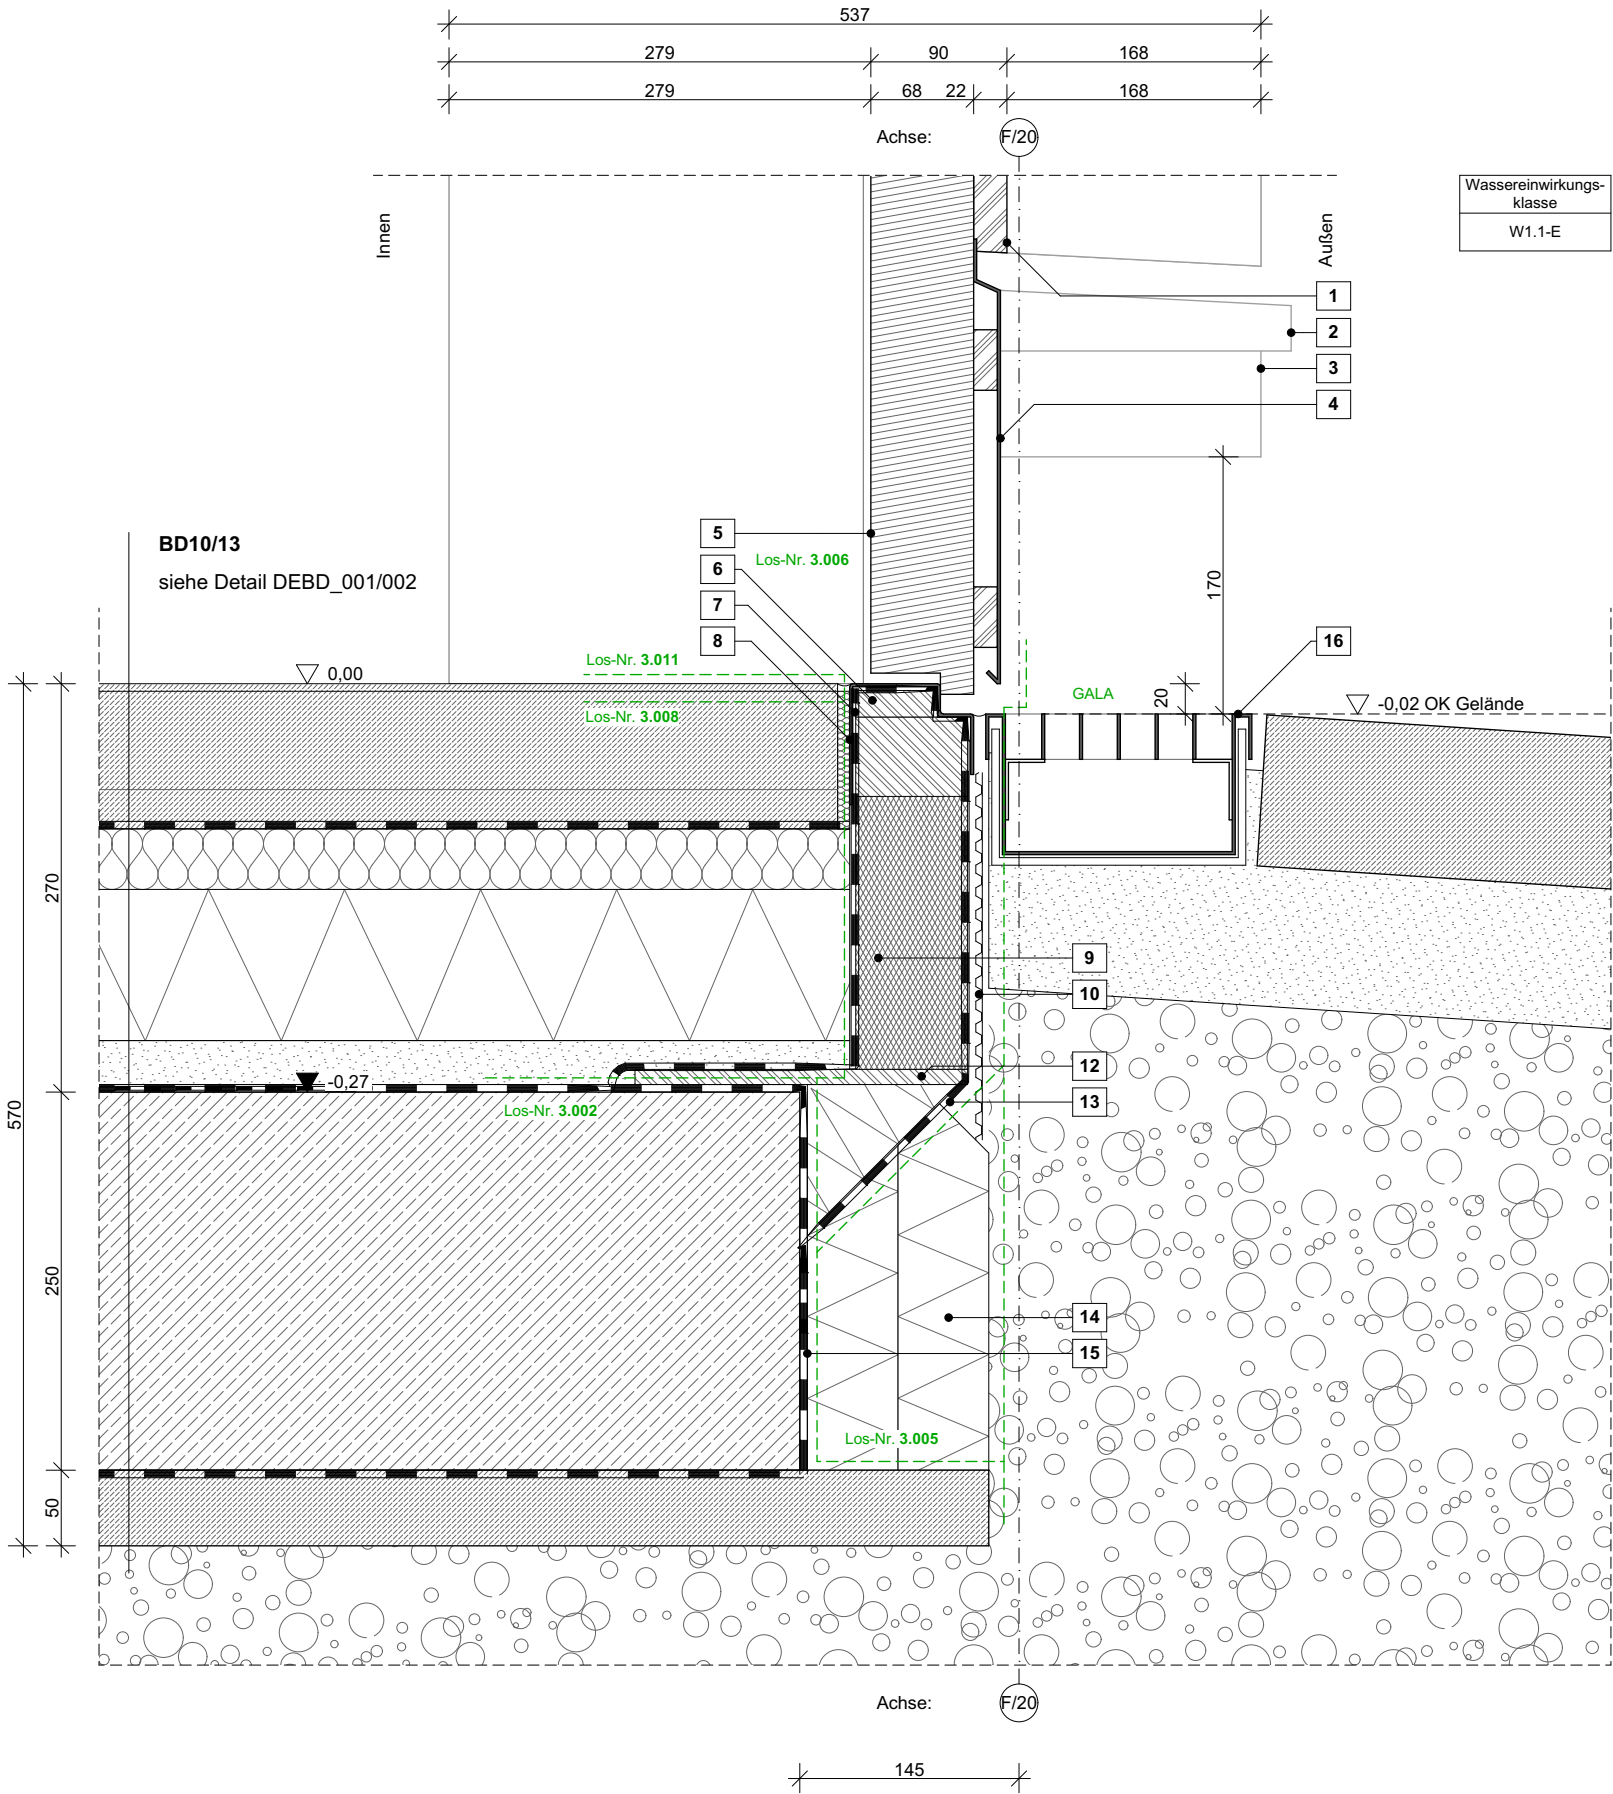 537
279
90
168
279
68
22
168
Achse:
F/20
Wassereinwirkungs-
klasse
W1.1-E
Innen
Außen
1
2
3
4
BD10/13
siehe Detail DEBD_001/002
5
Los-Nr. 3.006
6
7
8
170
16
Los-Nr. 3.011
0,00
Los-Nr. 3.008
GALA
20
-0,02 OK Gelände
270
9
10
12
13
-0,27
Los-Nr. 3.002
570
250
14
15
Los-Nr. 3.005
50
Achse:
F/20
145